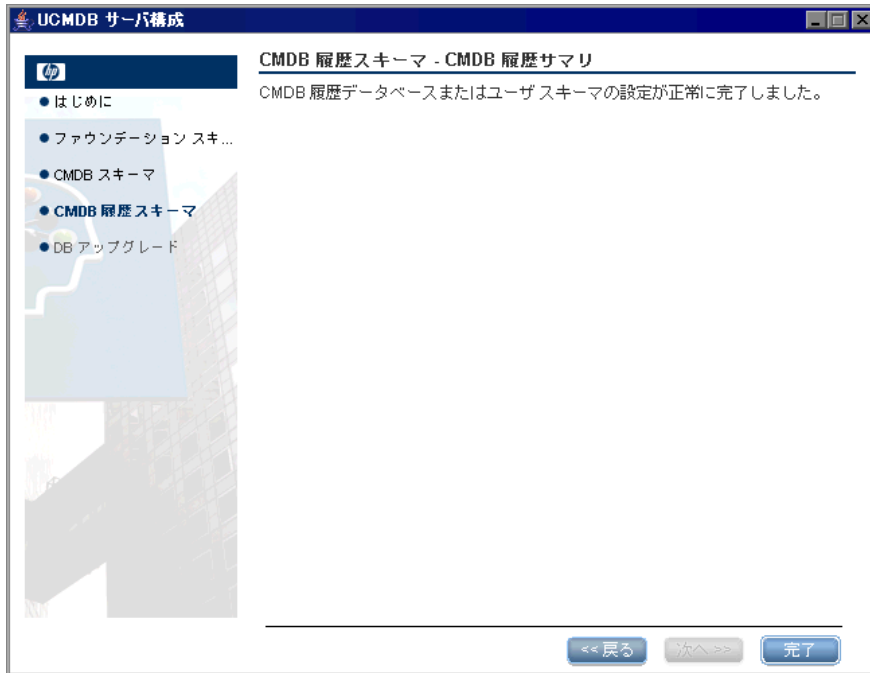 UCMDB サーバ構成
hp
はじめに
ファウンデーション スキ...
CMDB スキーマ
CMDB 履歴スキーマ
DB アップグレード
CMDB 履歴スキーマ - CMDB 履歴サマリ
CMDB 履歴データベースまたはユーザ スキーマの設定が正常に完了しました。
<< 戻る
次へ >>
完了